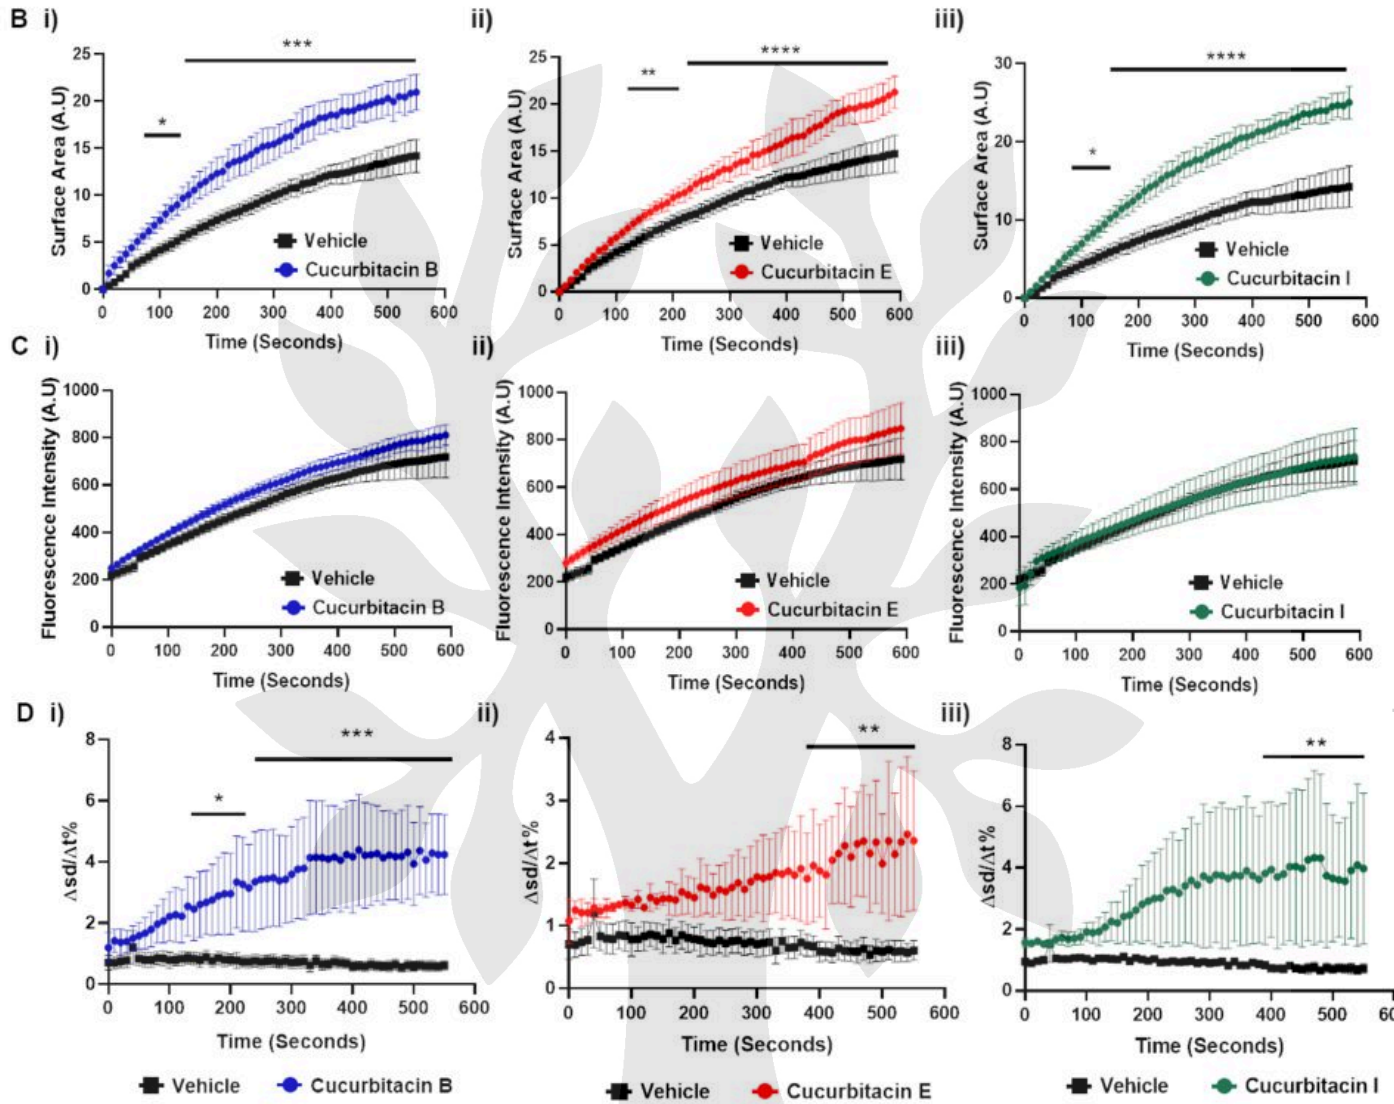 B i)
ii)
iii)
***
*
Surface Area (A.U)
25
20
15
10
5
0
Vehicle
Cucurbitacin B
0 100 200 300 400 500 600
Time (Seconds)
****
**
Surface Area (A.U)
25
20
15
10
5
0
Vehicle
Cucurbitacin E
0 100 200 300 400 500 600
Time (Seconds)
****
*
Surface Area (A.U)
30
20
10
0
Vehicle
Cucurbitacin I
0 100 200 300 400 500 600
Time (Seconds)
C i)
ii)
iii)
Fluorescence Intensity (A.U)
1000
800
600
400
200
0
Vehicle
Cucurbitacin B
0 100 200 300 400 500 600
Time (Seconds)
Fluorescence Intensity (A.U)
1000
800
600
400
200
0
Vehicle
Cucurbitacin E
0 100 200 300 400 500 600
Time (Seconds)
Fluorescence Intensity (A.U)
1000
800
600
400
200
0
Vehicle
Cucurbitacin I
0 100 200 300 400 500 600
Time (Seconds)
D i)
ii)
iii)
***
*
Δsd/Δt%
8
6
4
2
0
0 100 200 300 400 500 600
Time (Seconds)
Vehicle Cucurbitacin B
**
Δsd/Δt%
4
3
2
1
0
0 100 200 300 400 500 600
Time (Seconds)
Vehicle Cucurbitacin E
**
Δsd/Δt%
8
6
4
2
0
0 100 200 300 400 500 60
Time (Seconds)
Vehicle Cucurbitacin I